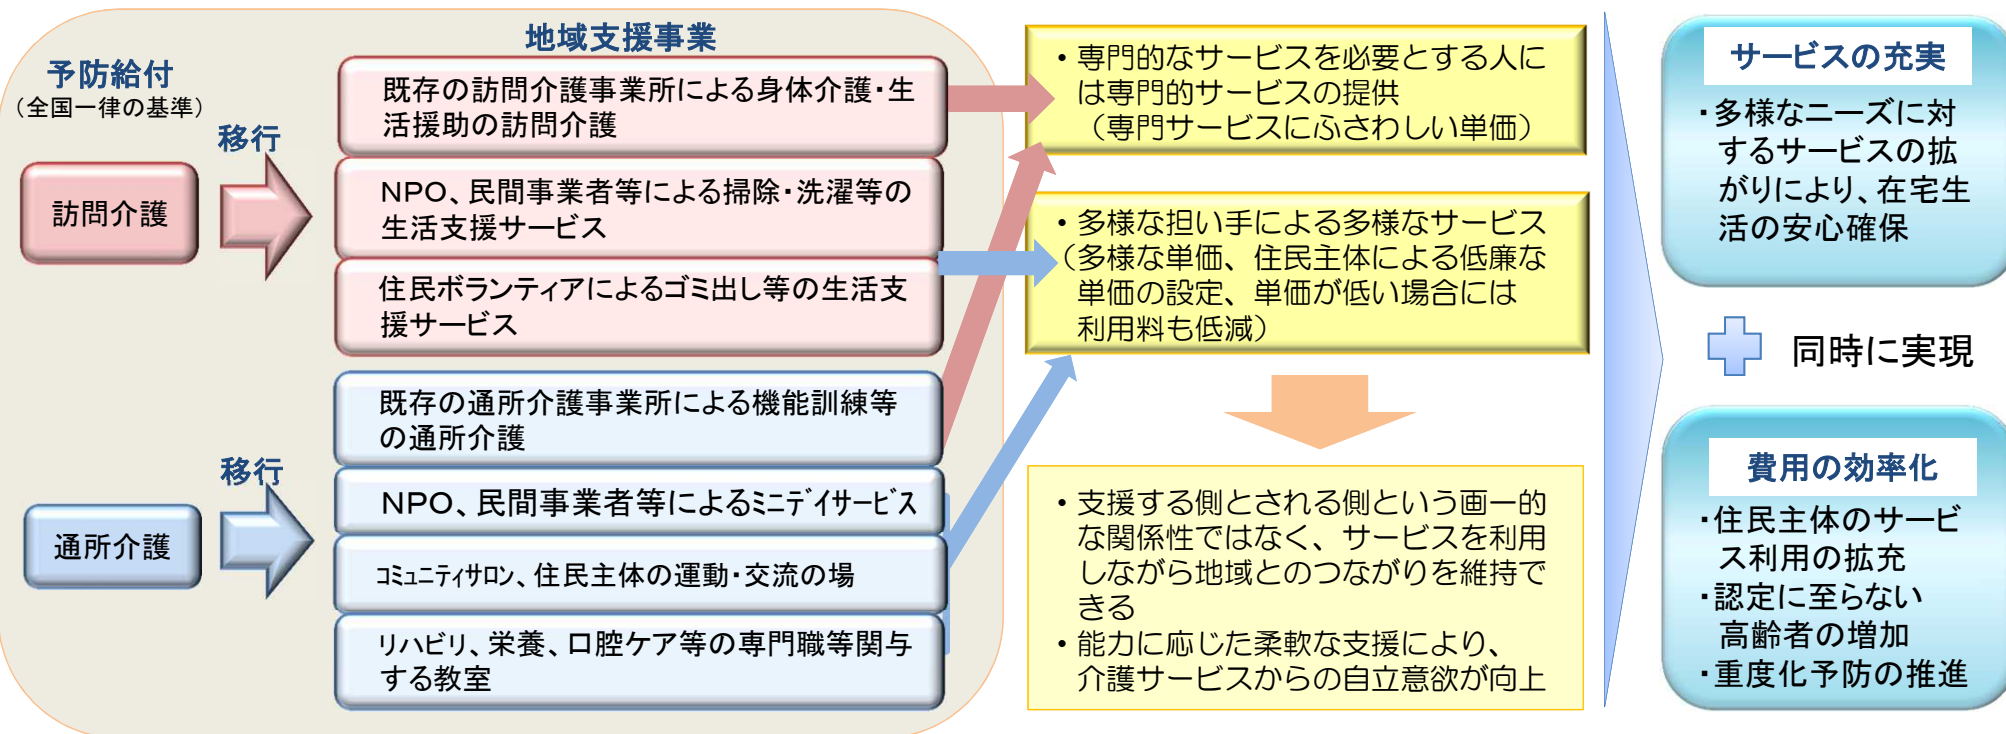 予防給付
(全国一律の基準)
移行
訪問介護
移行
通所介護
地域支援事業
既存の訪問介護事業所による身体介護・生
活援助の訪問介護
NPO、民間事業者等による掃除・洗濯等の
生活支援サービス
住民ボランティアによるゴミ出し等の生活支
援サービス
既存の通所介護事業所による機能訓練等
の通所介護
NPO、民間事業者等によるミニデイサービス
コミュニティサロン、住民主体の運動・交流の場
リハビリ、栄養、口腔ケア等の専門職等関与
する教室
・専門的なサービスを必要とする人に
は専門的サービスの提供
(専門サービスにふさわしい単価)
・多様な担い手による多様なサービス
(多様な単価、住民主体による低廉な
単価の設定、単価が低い場合には
利用料も低減)
・支援する側とされる側という画一的
な関係性ではなく、サービスを利用
しながら地域とのつながりを維持で
きる
・能力に応じた柔軟な支援により、
介護サービスからの自立意欲が向上
サービスの充実
・多様なニーズに対
するサービスの拡
がりにより、在宅生
活の安心確保
同時に実現
費用の効率化
・住民主体のサービ
ス利用の拡充
・認定に至らない
高齢者の増加
・重度化予防の推進